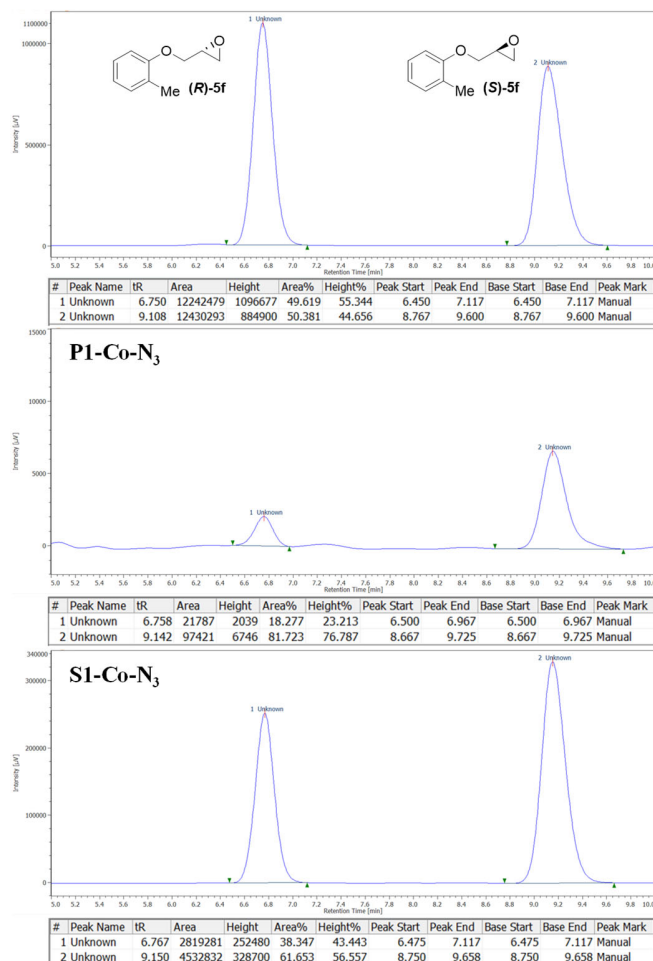 1 Unknown
2 Unknown
O
O
Me
(R)-5f
O
O
Me
(S)-5f
Intensity [µV]
1100000
1000000
500000
0
5.0 5.2 5.4 5.6 5.8 6.0 6.2 6.4 6.6 6.8 7.0 7.2 7.4 7.6 7.8 8.0 8.2 8.4 8.6 8.8 9.0 9.2 9.4 9.6 9.8 10.0
Retention Time [min]
# Peak Name tR Area Height Area% Height% Peak Start Peak End Base Start Base End Peak Mark
1 Unknown 6.750 12242479 1096677 49.619 55.344 6.450 7.117 6.450 7.117 Manual
2 Unknown 9.108 12430293 884900 50.381 44.656 8.767 9.600 8.767 9.600 Manual
P1-Co-N3
1 Unknown
2 Unknown
Intensity [µV]
15000
10000
5000
0
5.0 5.2 5.4 5.6 5.8 6.0 6.2 6.4 6.6 6.8 7.0 7.2 7.4 7.6 7.8 8.0 8.2 8.4 8.6 8.8 9.0 9.2 9.4 9.6 9.8 10.0
Retention Time [min]
# Peak Name tR Area Height Area% Height% Peak Start Peak End Base Start Base End Peak Mark
1 Unknown 6.758 21787 2039 18.277 23.213 6.500 6.967 6.500 6.967 Manual
2 Unknown 9.142 97421 6746 81.723 76.787 8.667 9.725 8.667 9.725 Manual
S1-Co-N3
1 Unknown
2 Unknown
Intensity [µV]
340000
300000
200000
100000
0
5.0 5.2 5.4 5.6 5.8 6.0 6.2 6.4 6.6 6.8 7.0 7.2 7.4 7.6 7.8 8.0 8.2 8.4 8.6 8.8 9.0 9.2 9.4 9.6 9.8 10.0
Retention Time [min]
# Peak Name tR Area Height Area% Height% Peak Start Peak End Base Start Base End Peak Mark
1 Unknown 6.767 2819281 252480 38.347 43.443 6.475 7.117 6.475 7.117 Manual
2 Unknown 9.150 4532832 328700 61.653 56.557 8.750 9.658 8.750 9.658 Manual